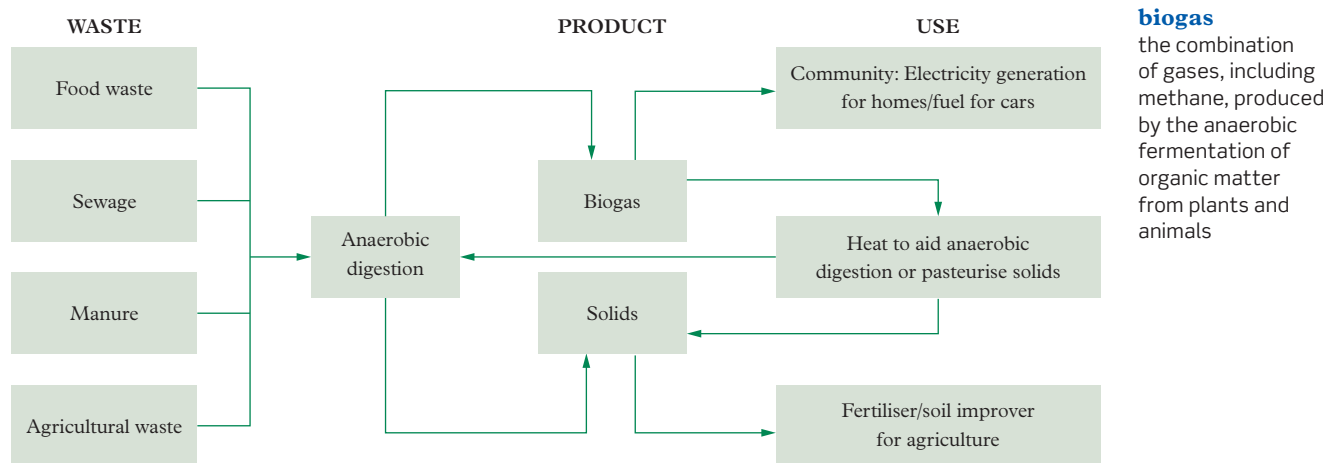 WASTE
PRODUCT
USE
Food waste
Sewage
Manure
Agricultural waste
Anaerobic
digestion
Biogas
Solids
Community: Electricity generation
for homes/fuel for cars
Heat to aid anaerobic
digestion or pasteurise solids
Fertiliser/soil improver
for agriculture
biogas
the combination
of gases, including
methane, produced
by the anaerobic
fermentation of
organic matter
from plants and
animals